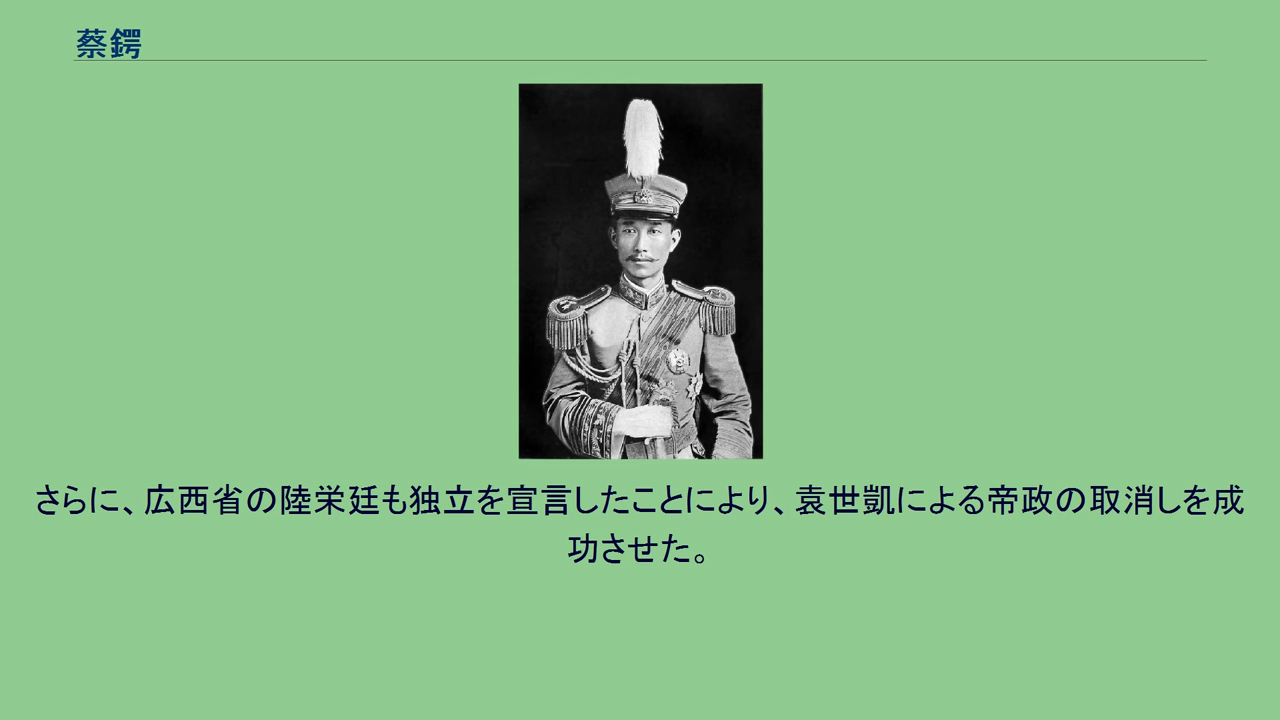 蔡鍔
さらに、広西省の陸栄廷も独立を宣言したことにより、袁世凱による帝政の取消しを成
功させた。